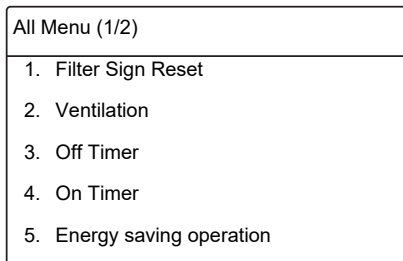 All Menu (1/2)
1. Filter Sign Reset
2. Ventilation
3. Off Timer
4. On Timer
5. Energy saving operation